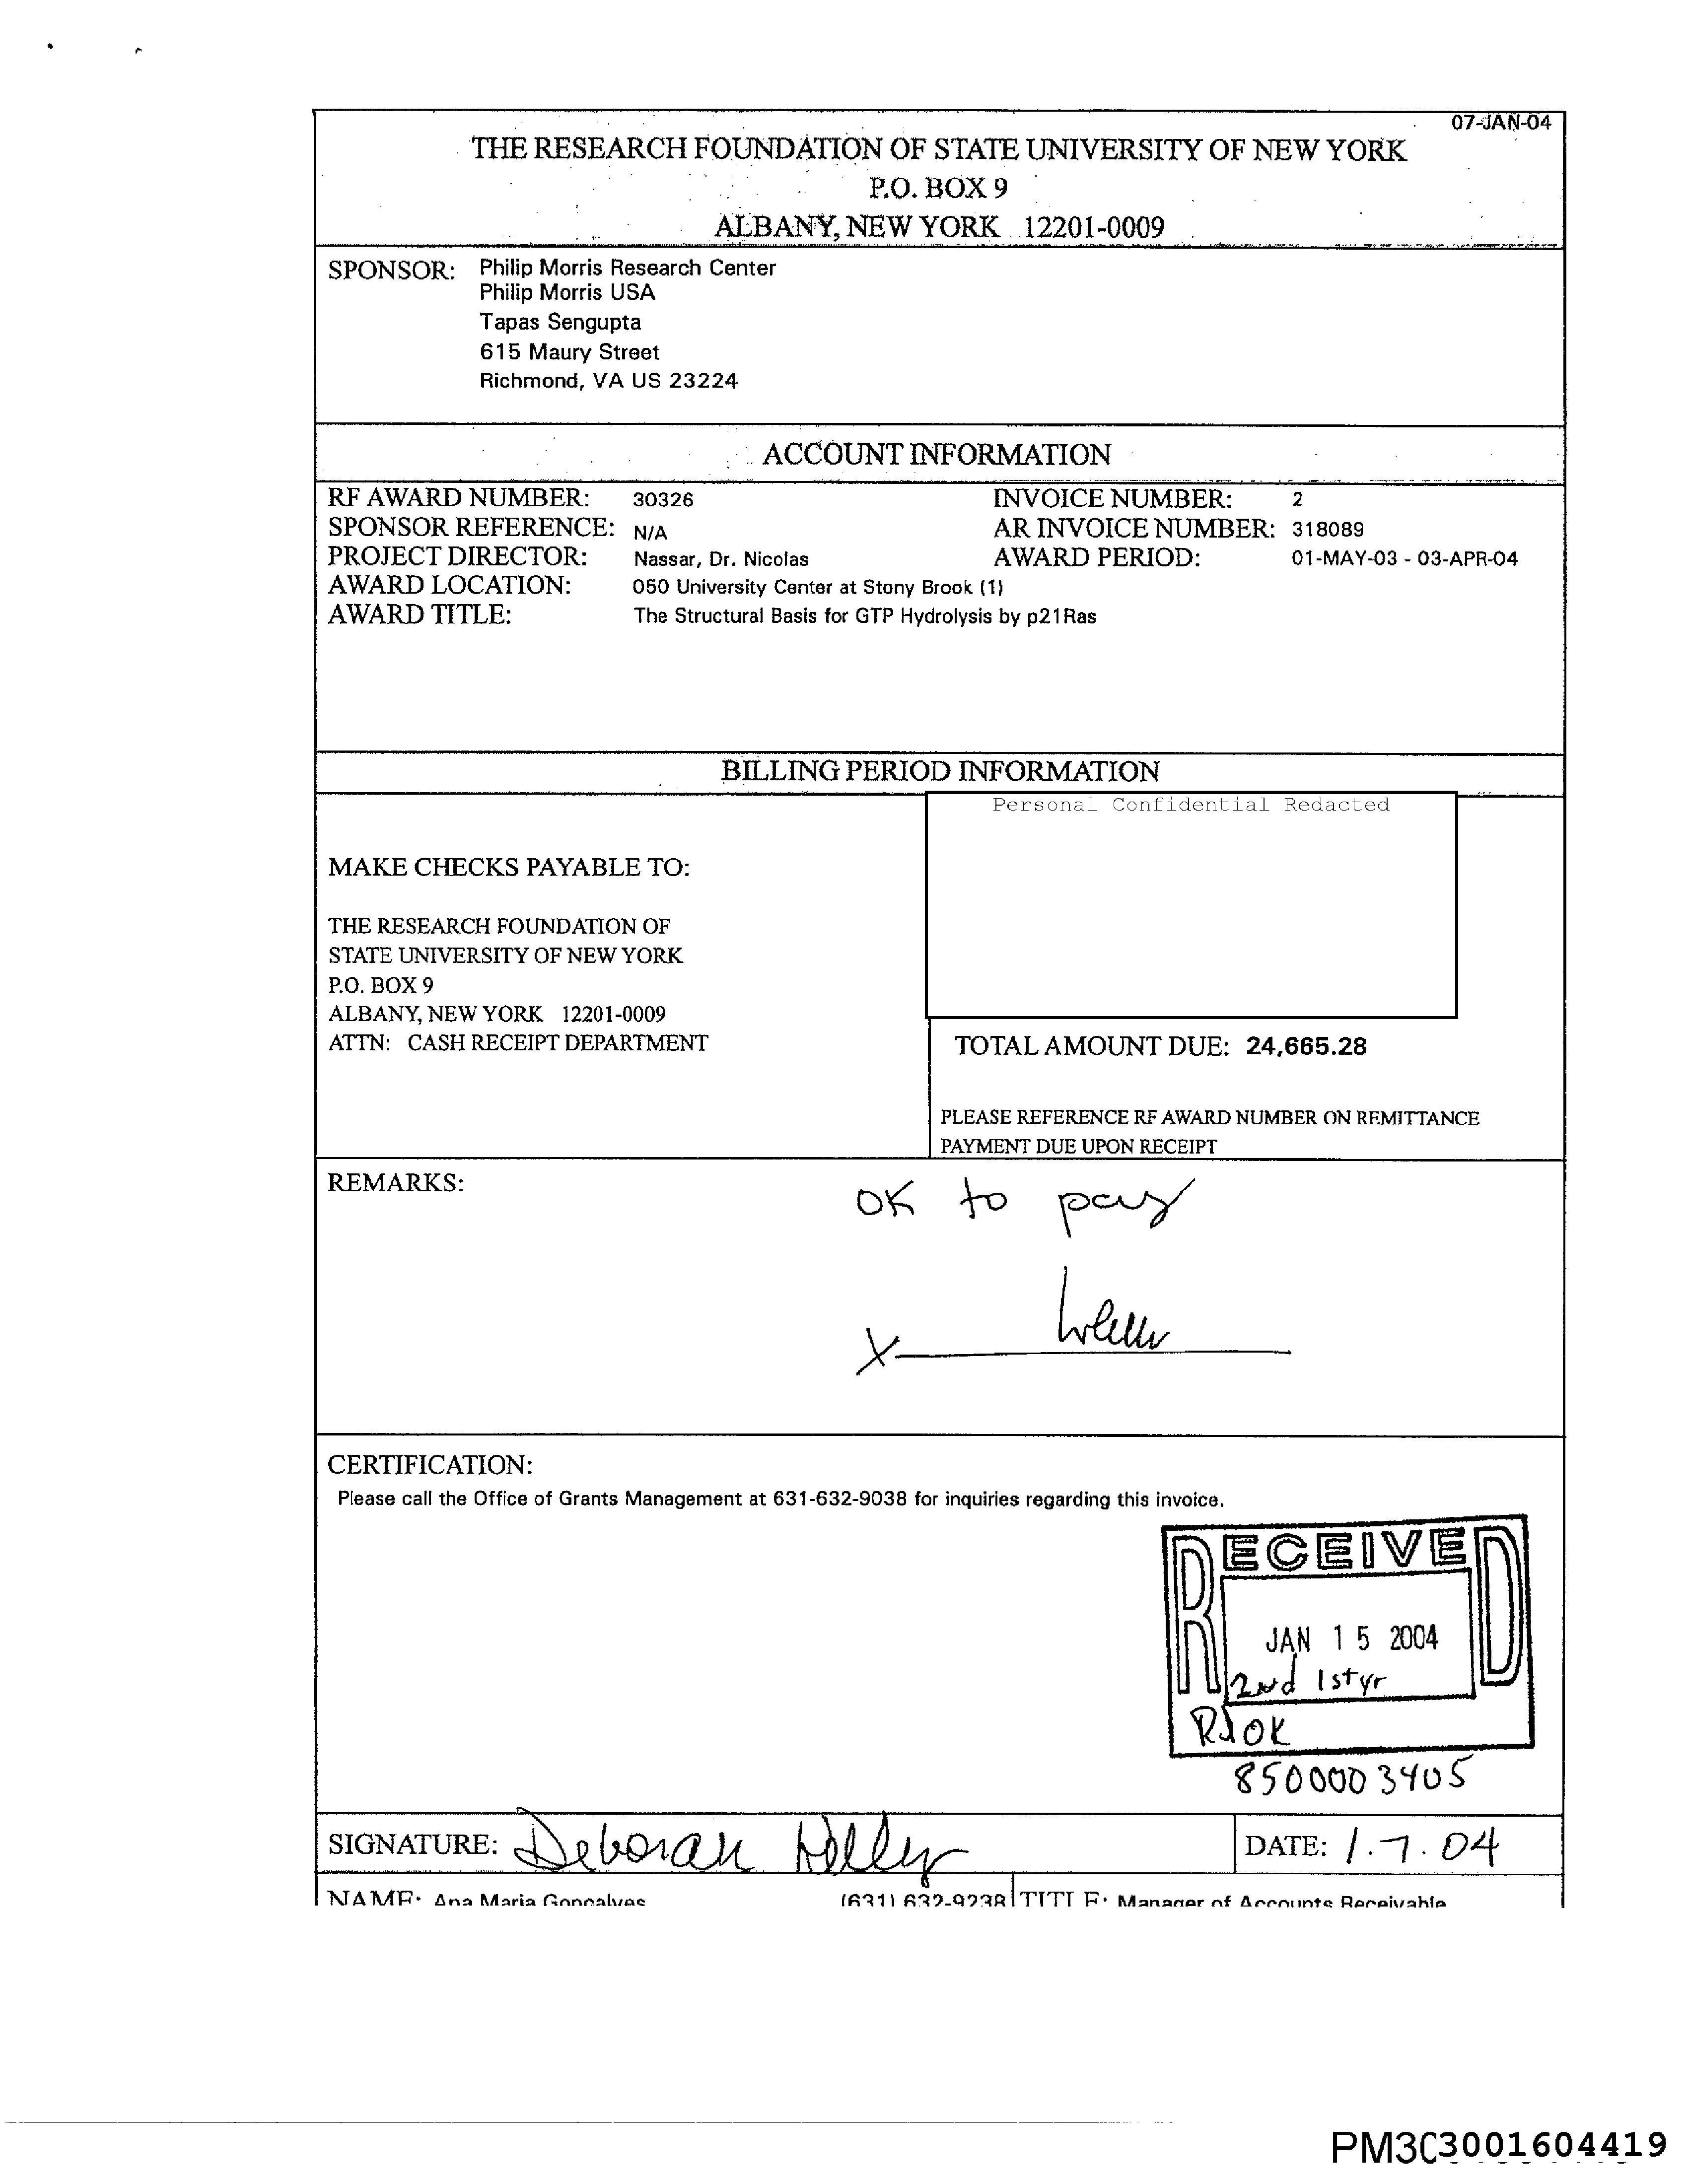 07-JAN-04
THE RESEARCH FOUNDATION OF STATE UNIVERSITY OF NEW YORK
P.O. BOX 9
ALBANY, NEW YORK 12201-0009
SPONSOR: Philip Morris Research Center
Philip Morris USA
Tapas Sengupta
615 Maury Street
Richmond, VA US 23224
ACCOUNT INFORMATION
RF AWARD NUMBER: 30326 INVOICE NUMBER: 2
SPONSOR REFERENCE: N/A AR INVOICE NUMBER: 318089
PROJECT DIRECTOR: Nassar, Dr. Nicolas AWARD PERIOD: 01-MAY-03 - 03-APR-04
AWARD LOCATION: 050 University Center at Stony Brook (1)
AWARD TITLE: The Structural Basis for GTP Hydrolysis by p21Ras
BILLING PERIOD INFORMATION
Personal Confidential Redacted
MAKE CHECKS PAYABLE TO:
THE RESEARCH FOUNDATION OF
STATE UNIVERSITY OF NEW YORK
P.O. BOX 9
ALBANY, NEW YORK 12201-0009
ATTN: CASH RECEIPT DEPARTMENT
TOTAL AMOUNT DUE: 24,665.28
PLEASE REFERENCE RF AWARD NUMBER ON REMITTANCE
PAYMENT DUE UPON RECEIPT
REMARKS:
OK to pay
X
CERTIFICATION:
Please call the Office of Grants Management at 631-632-9038 for inquiries regarding this invoice.
RECEIVED
JAN 15 2004
2nd 1st yr
OK
8500003405
SIGNATURE: Deborah Kelly DATE: 1.7.04
NAME: Ana Maria Goncalves (631) 632-9238 TITLE: Manager of Accounts Receivable
PM3C3001604419